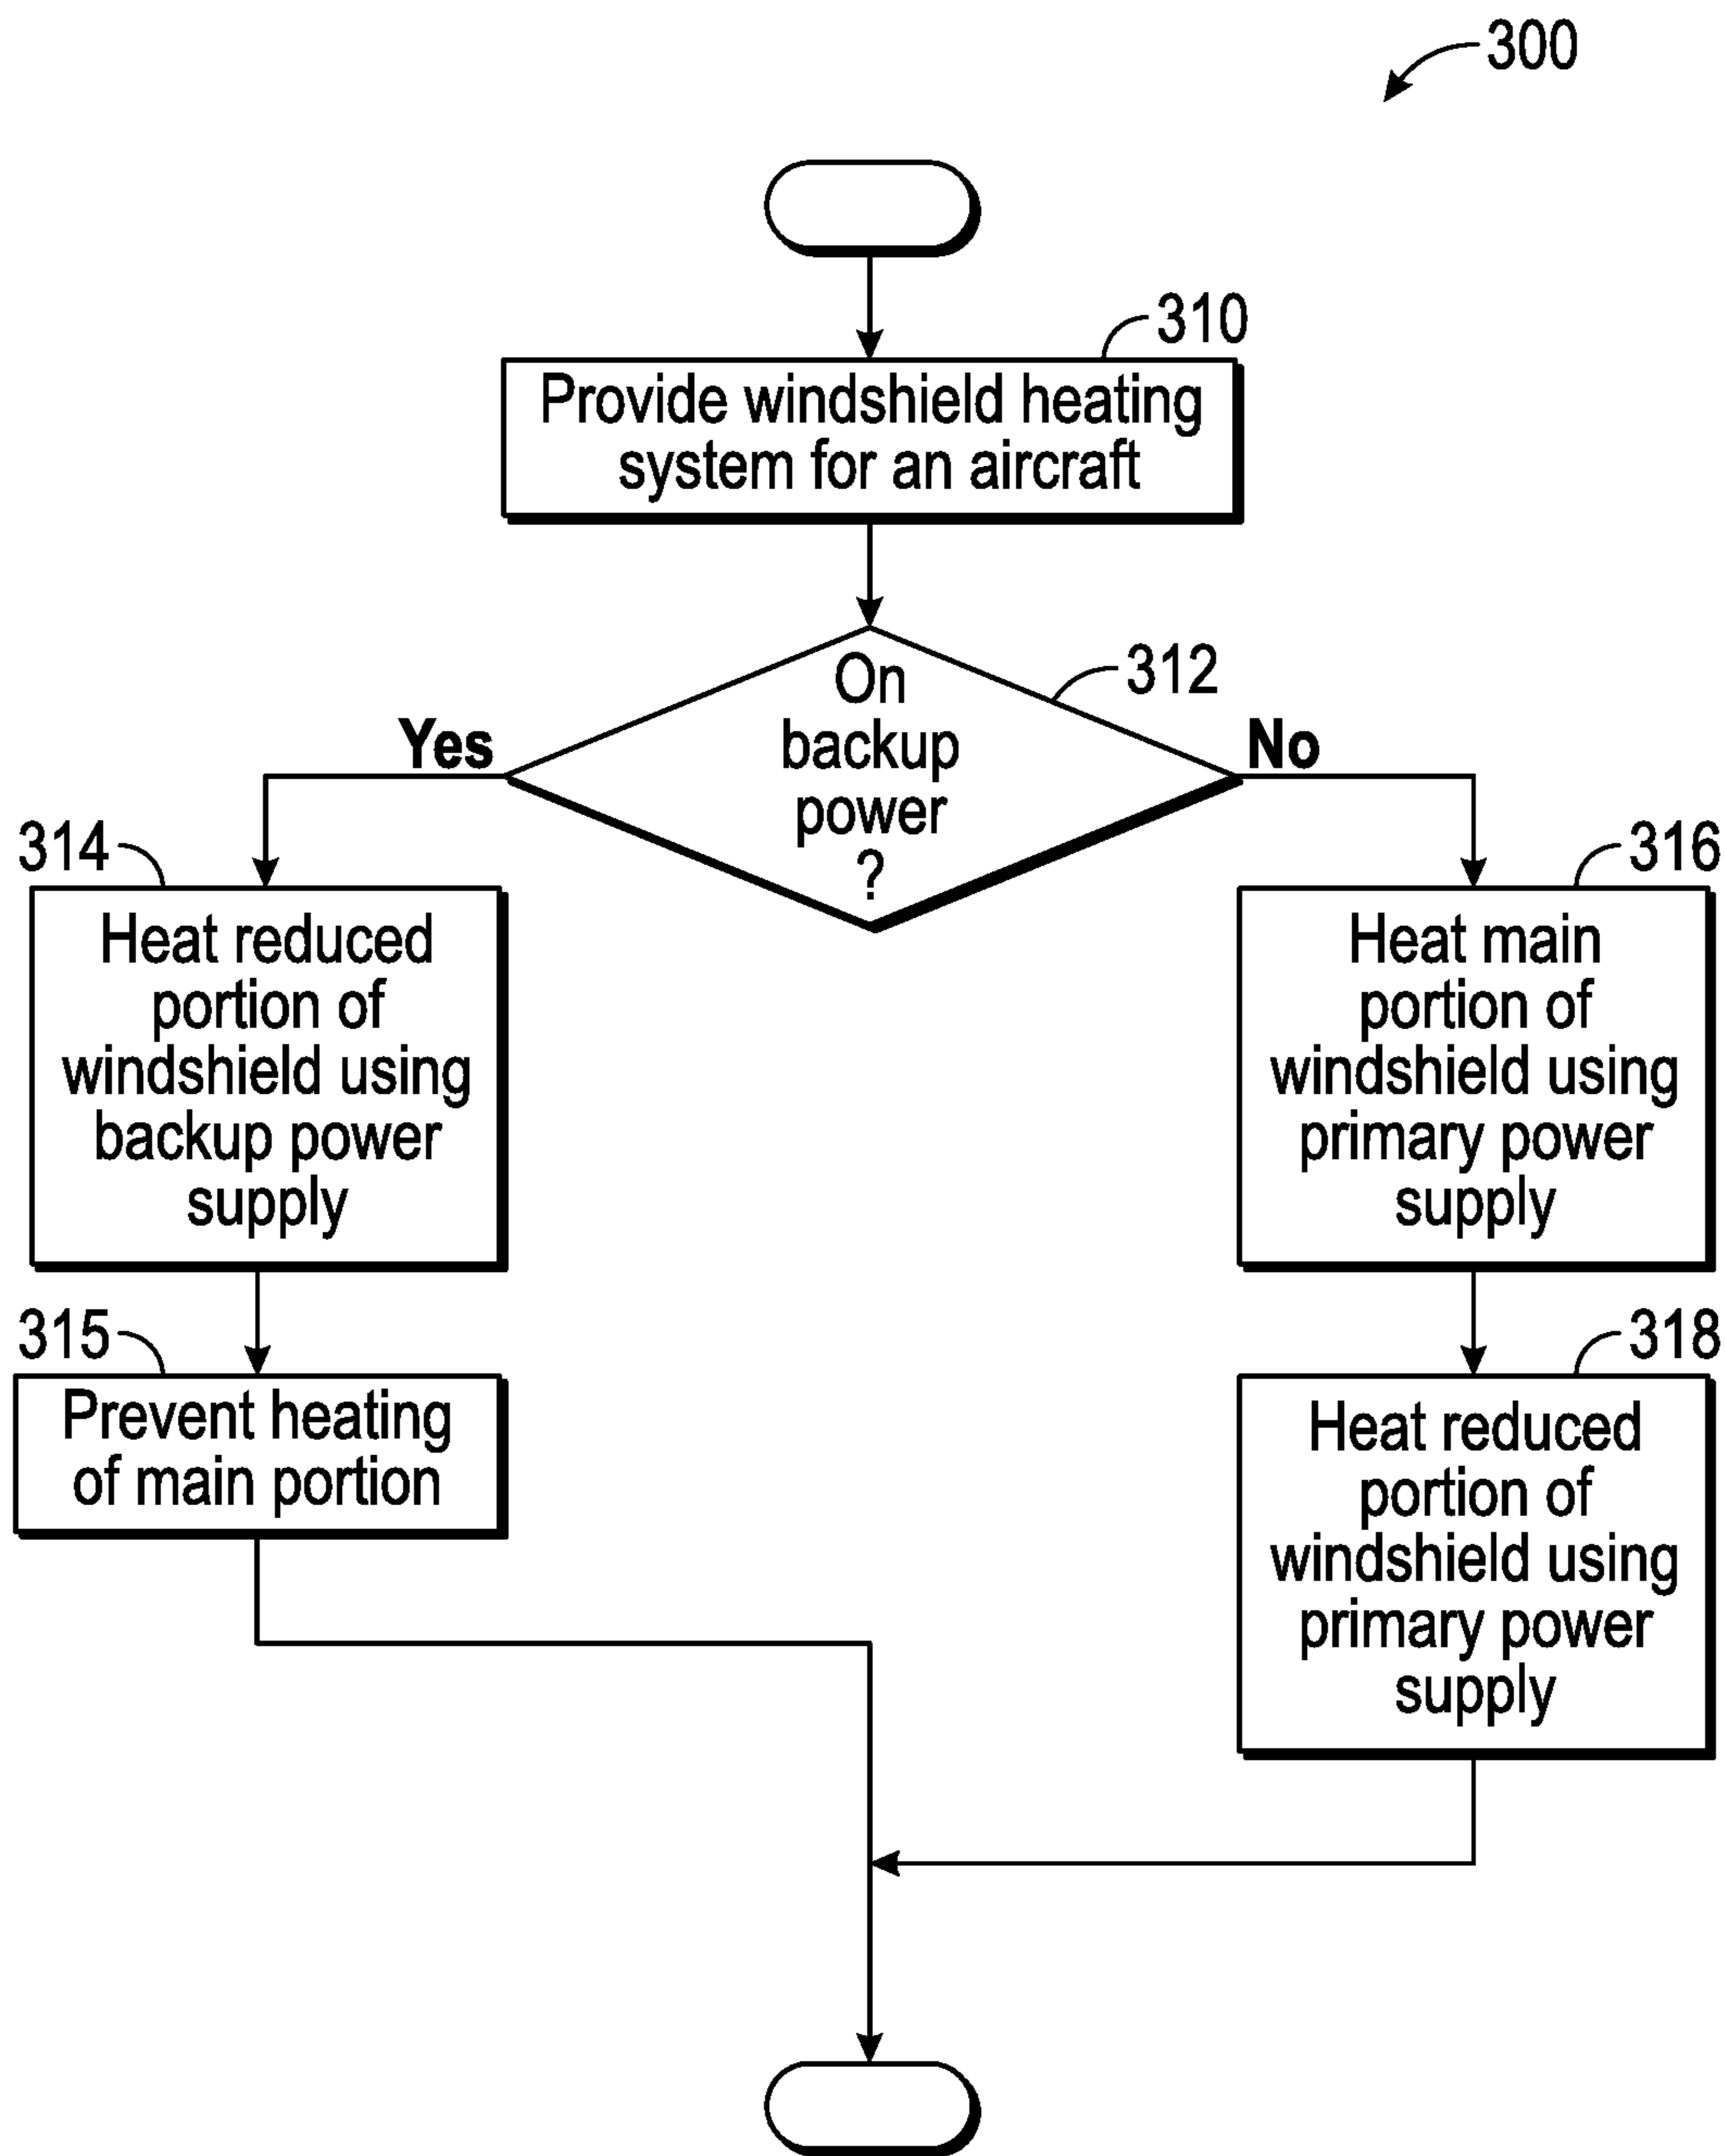 300
310
Provide windshield heating
system for an aircraft
312
On
backup
power
?
Yes
No
314
Heat reduced
portion of
windshield using
backup power
supply
315
Prevent heating
of main portion
316
Heat main
portion of
windshield using
primary power
supply
318
Heat reduced
portion of
windshield using
primary power
supply